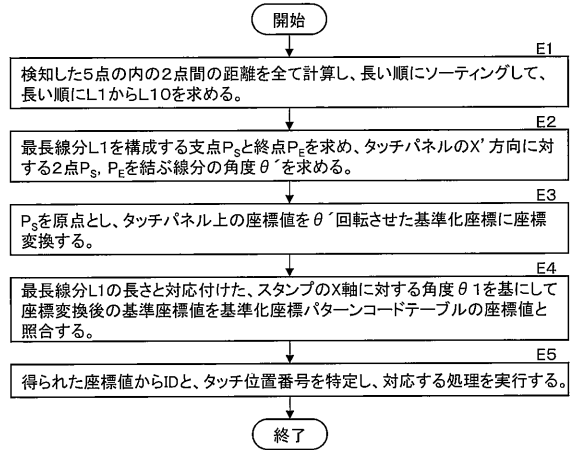 開始
E1
検知した5点の内の2点間の距離を全て計算し、長い順にソーティングして、
長い順にL1からL10を求める。
E2
最長線分L1を構成する支点PSと終点PEを求め、タッチパネルのX'方向に
対する2点PS, PEを結ぶ線分の角度θ´を求める。
E3
PSを原点とし、タッチパネル上の座標値をθ´回転させた基準化座標に座標
変換する。
E4
最長線分L1の長さと対応付けた、スタンプのX軸に対する角度θ1を基にして
座標変換後の基準座標値を基準化座標パターンコードテーブルの座標値と
照合する。
E5
得られた座標値からIDと、タッチ位置番号を特定し、対応する処理を実行する。
終了